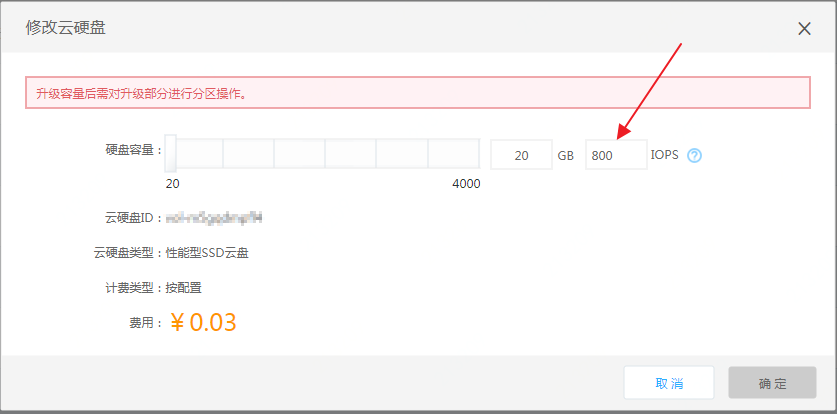 修改云硬盘
升级容量后需对升级部分进行分区操作。
硬盘容量： 20 GB 800 IOPS ?
20 4000
云硬盘ID：
云硬盘类型：性能型SSD云盘
计费类型：按配置
费用：￥0.03
取消 确定